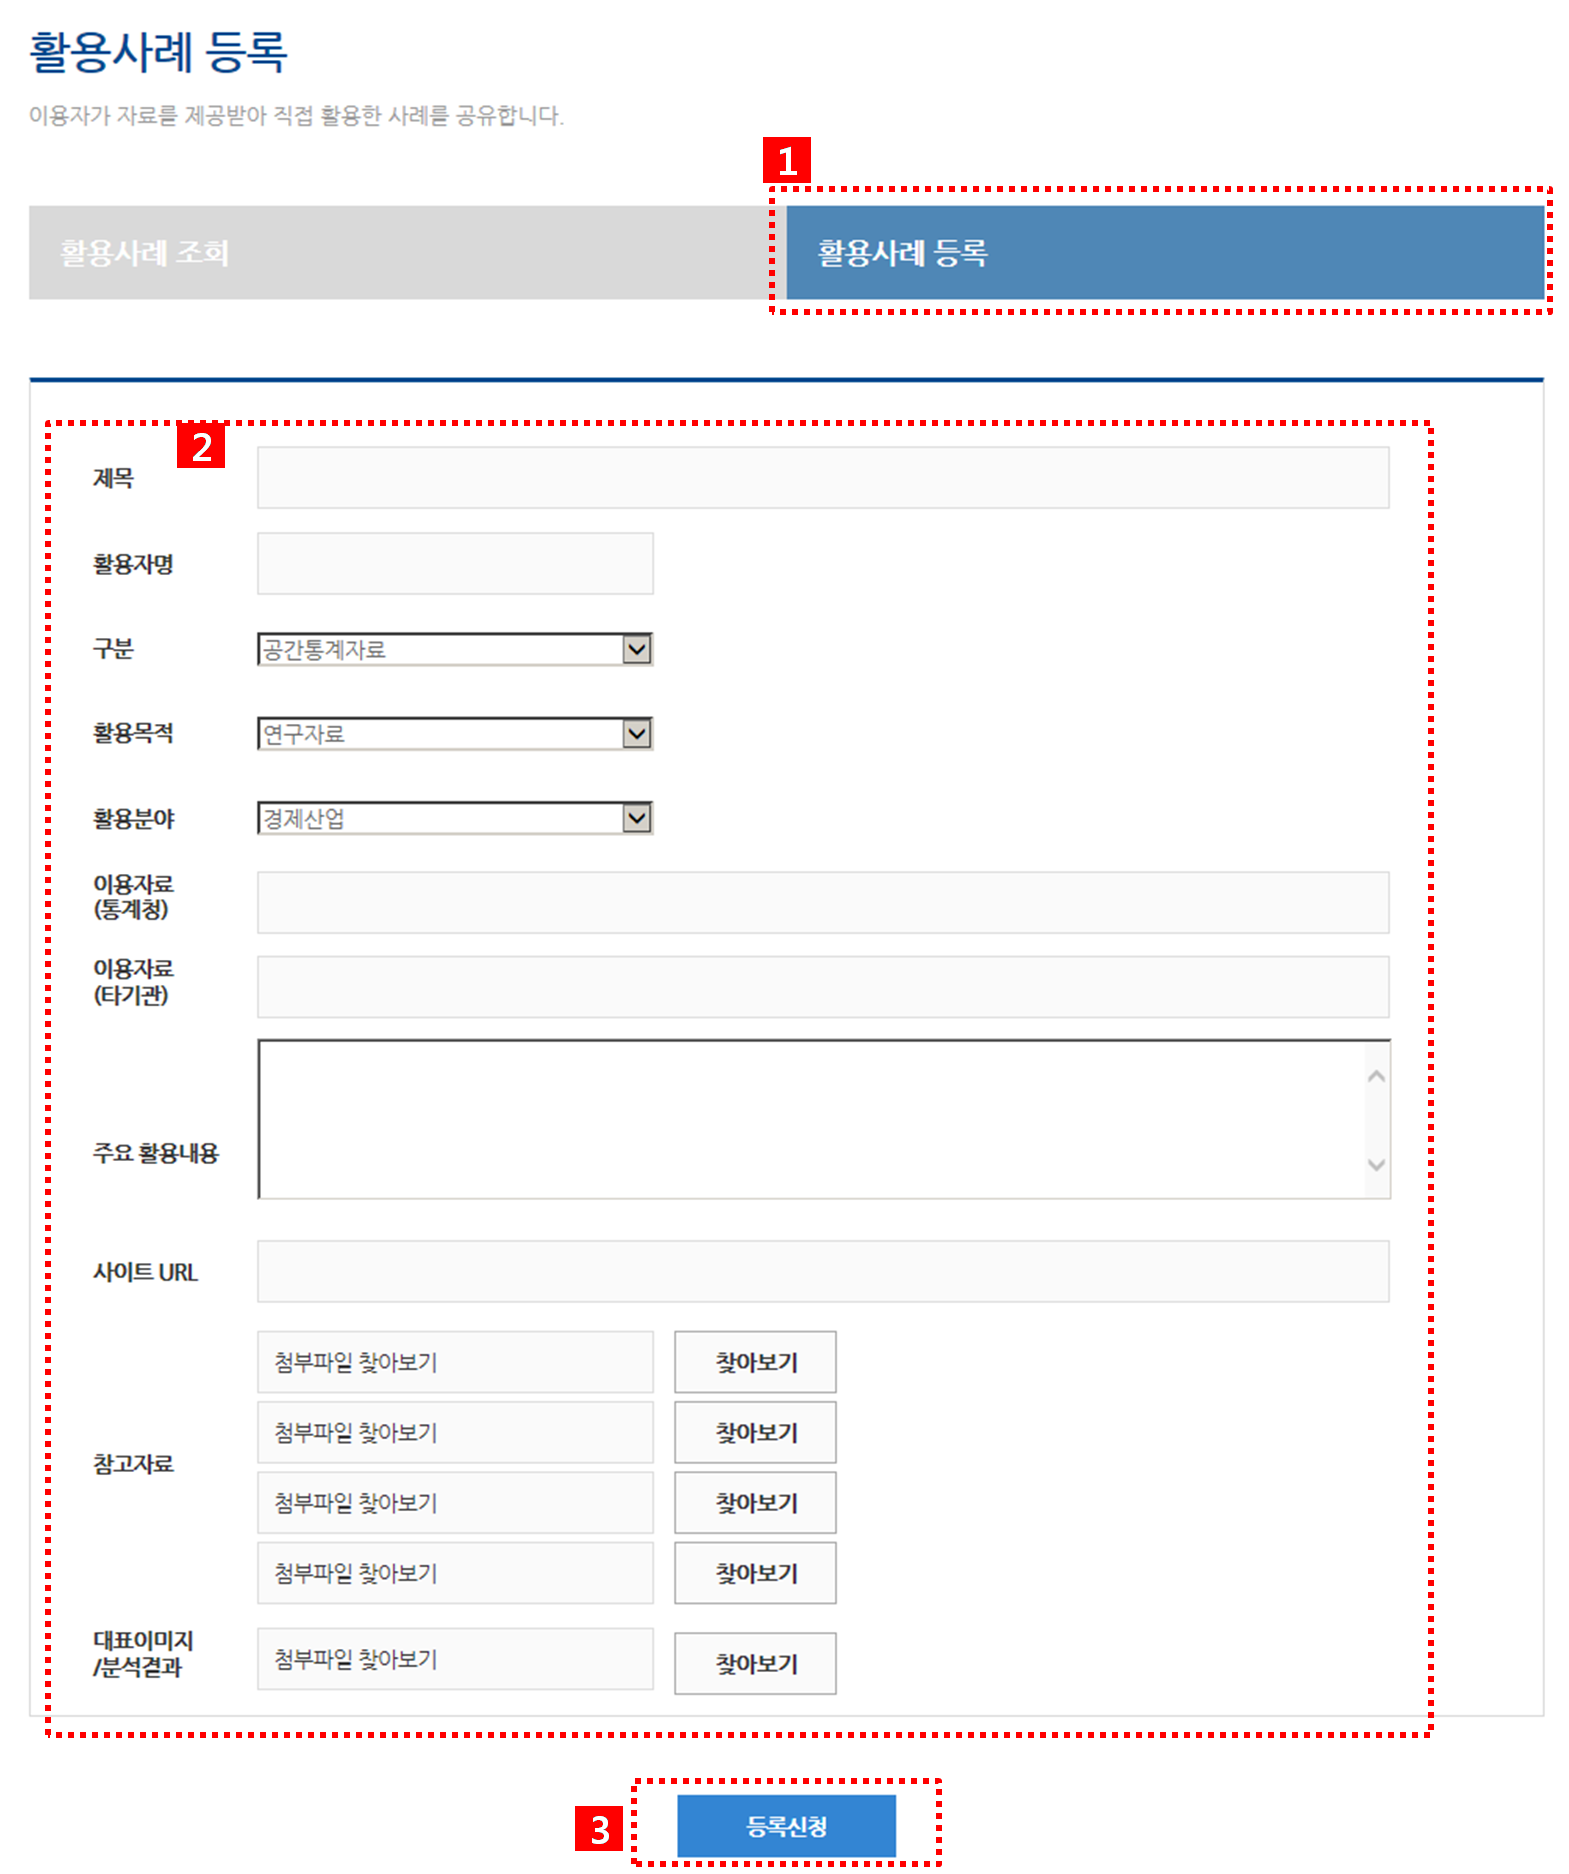 활용사례 등록
이용자가 자료를 제공받아 직접 활용한 사례를 공유합니다.
1
활용사례 조회
활용사례 등록
2
제목
활용자명
구분
공간통계자료
활용목적
연구자료
활용분야
경제산업
이용자료
(통계청)
이용자료
(타기관)
주요 활용내용
사이트 URL
참고자료
첨부파일 찾아보기 찾아보기
첨부파일 찾아보기 찾아보기
첨부파일 찾아보기 찾아보기
첨부파일 찾아보기 찾아보기
대표이미지
/분석결과
첨부파일 찾아보기 찾아보기
3
등록신청